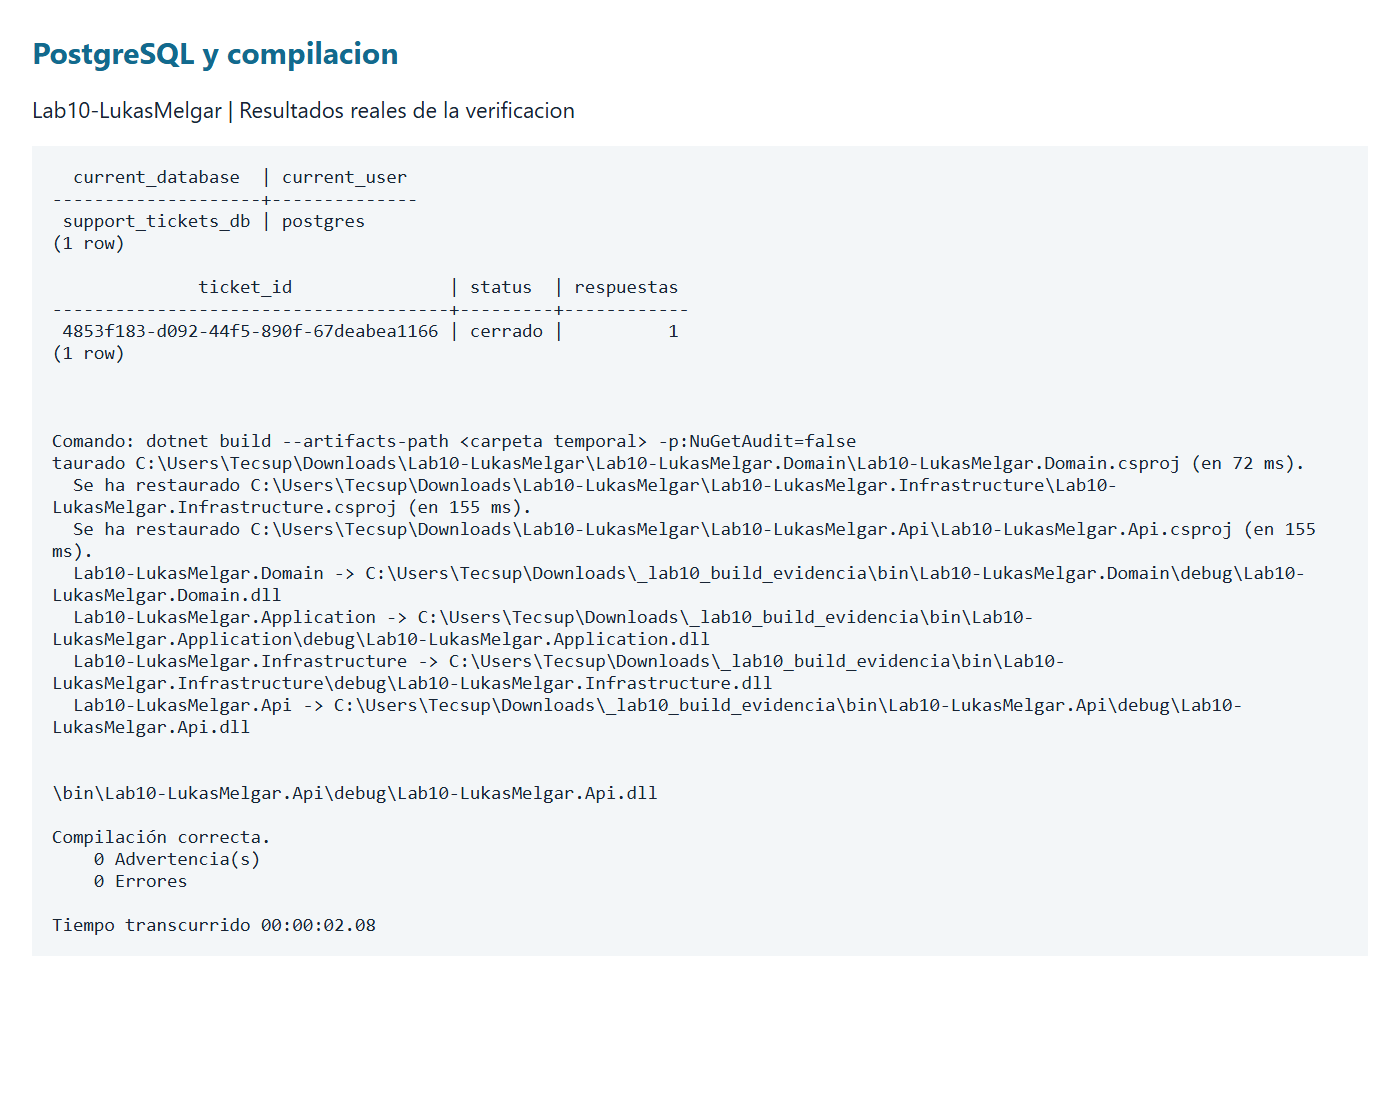 PostgreSQL y compilacion
Lab10-LukasMelgar | Resultados reales de la verificacion
current_database | current_user
--------------------+--------------
support_tickets_db | postgres
(1 row)
ticket_id | status | respuestas
--------------------------------------+---------+------------
4853f183-d092-44f5-890f-67deabea1166 | cerrado | 1
(1 row)
Comando: dotnet build --artifacts-path <carpeta temporal> -p:NuGetAudit=false
taurado C:\Users\Tecsup\Downloads\Lab10-LukasMelgar\Lab10-LukasMelgar.Domain\Lab10-LukasMelgar.Domain.csproj (en 72 ms).
Se ha restaurado C:\Users\Tecsup\Downloads\Lab10-LukasMelgar\Lab10-LukasMelgar.Infrastructure\Lab10-
LukasMelgar.Infrastructure.csproj (en 155 ms).
Se ha restaurado C:\Users\Tecsup\Downloads\Lab10-LukasMelgar\Lab10-LukasMelgar.Api\Lab10-LukasMelgar.Api.csproj (en 155
ms).
Lab10-LukasMelgar.Domain -> C:\Users\Tecsup\Downloads\_lab10_build_evidencia\bin\Lab10-LukasMelgar.Domain\debug\Lab10-
LukasMelgar.Domain.dll
Lab10-LukasMelgar.Application -> C:\Users\Tecsup\Downloads\_lab10_build_evidencia\bin\Lab10-
LukasMelgar.Application\debug\Lab10-LukasMelgar.Application.dll
Lab10-LukasMelgar.Infrastructure -> C:\Users\Tecsup\Downloads\_lab10_build_evidencia\bin\Lab10-
LukasMelgar.Infrastructure\debug\Lab10-LukasMelgar.Infrastructure.dll
Lab10-LukasMelgar.Api -> C:\Users\Tecsup\Downloads\_lab10_build_evidencia\bin\Lab10-LukasMelgar.Api\debug\Lab10-
LukasMelgar.Api.dll
\bin\Lab10-LukasMelgar.Api\debug\Lab10-LukasMelgar.Api.dll
Compilación correcta.
0 Advertencia(s)
0 Errores
Tiempo transcurrido 00:00:02.08